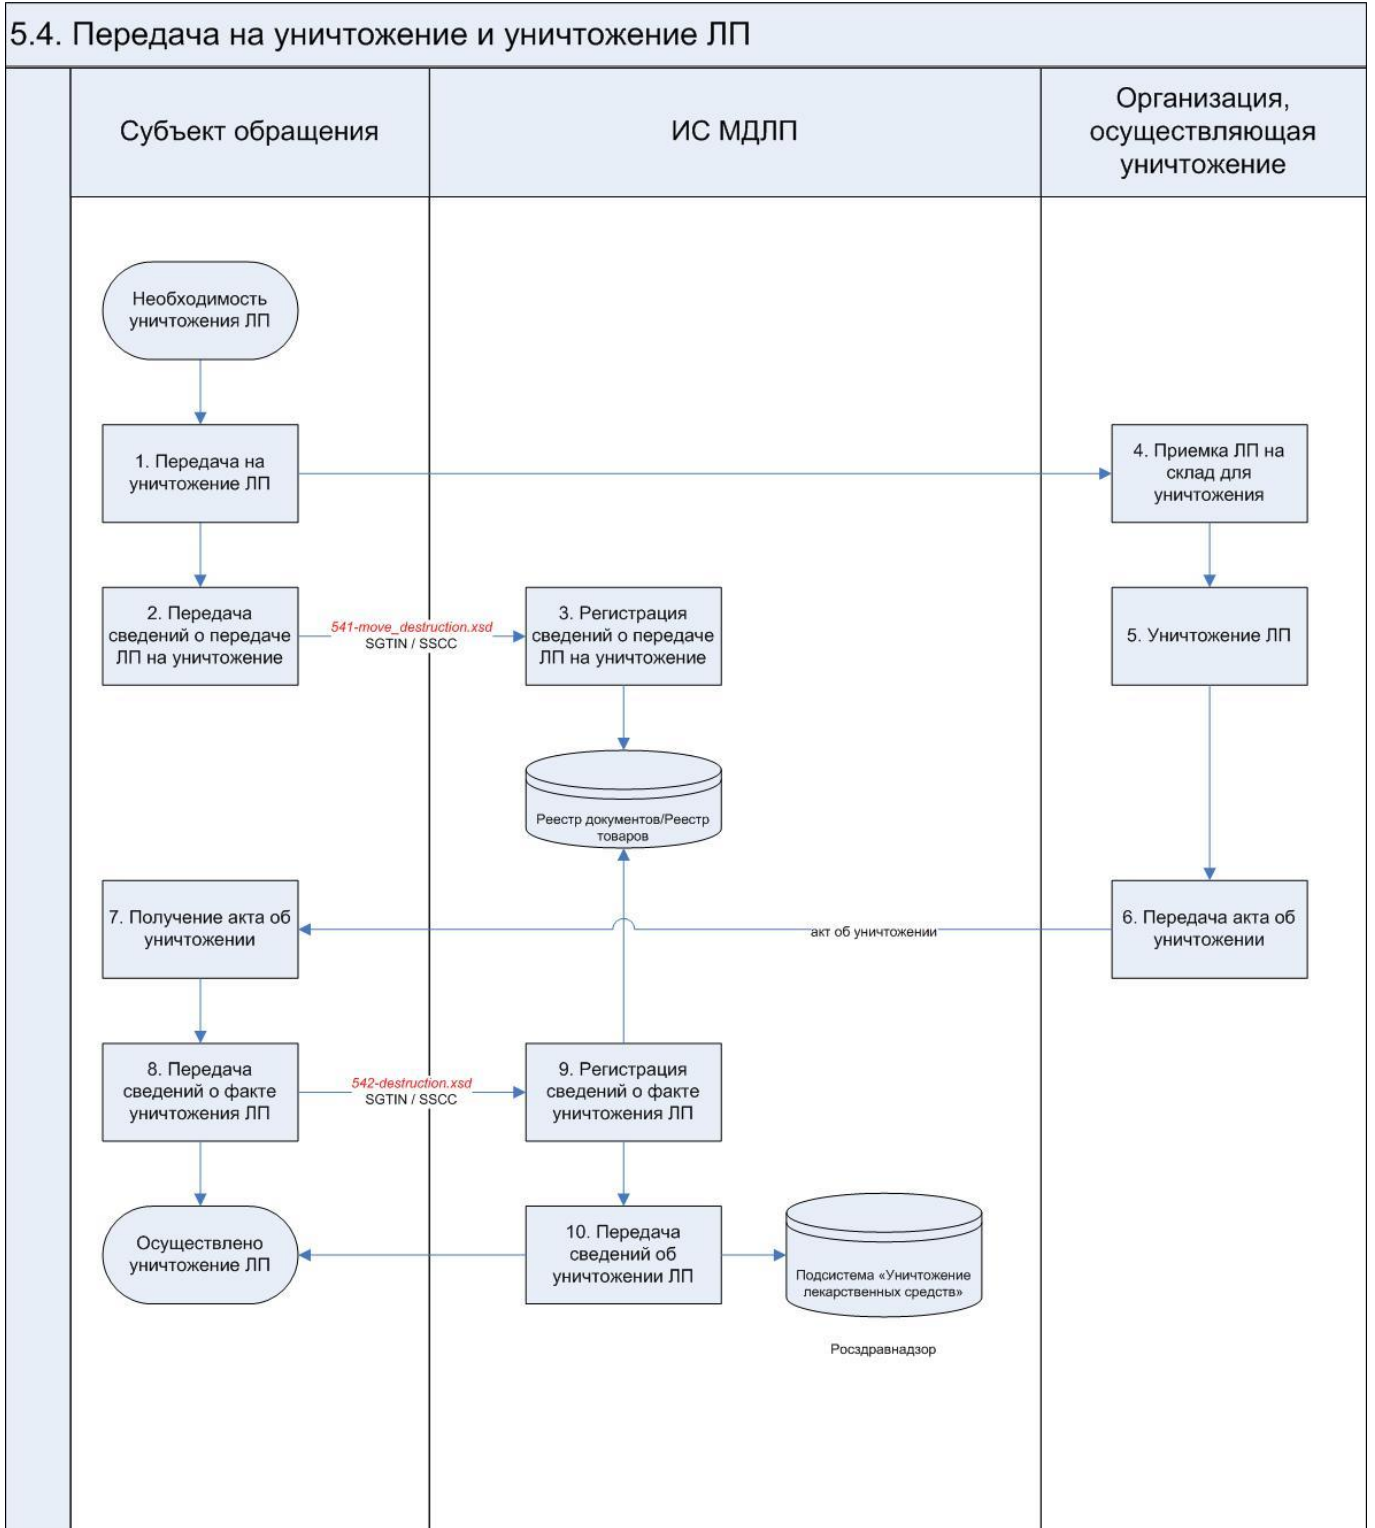 5.4. Передача на уничтожение и уничтожение ЛП
Субъект обращения
ИС МДЛП
Организация,
осуществляющая
уничтожение
Необходимость
уничтожения ЛП
1. Передача на
уничтожение ЛП
4. Приемка ЛП на
склад для
уничтожения
2. Передача
сведений о передаче
ЛП на уничтожение
541-move_destruction.xsd
SGTIN / SSCC
3. Регистрация
сведений о передаче
ЛП на уничтожение
5. Уничтожение ЛП
Реестр документов/Реестр
товаров
7. Получение акта об
уничтожении
акт об уничтожении
6. Передача акта об
уничтожении
8. Передача
сведений о факте
уничтожения ЛП
542-destruction.xsd
SGTIN / SSCC
9. Регистрация
сведений о факте
уничтожения ЛП
Осуществлено
уничтожение ЛП
10. Передача
сведений об
уничтожении ЛП
Подсистема «Уничтожение
лекарственных средств»
Росздравнадзор